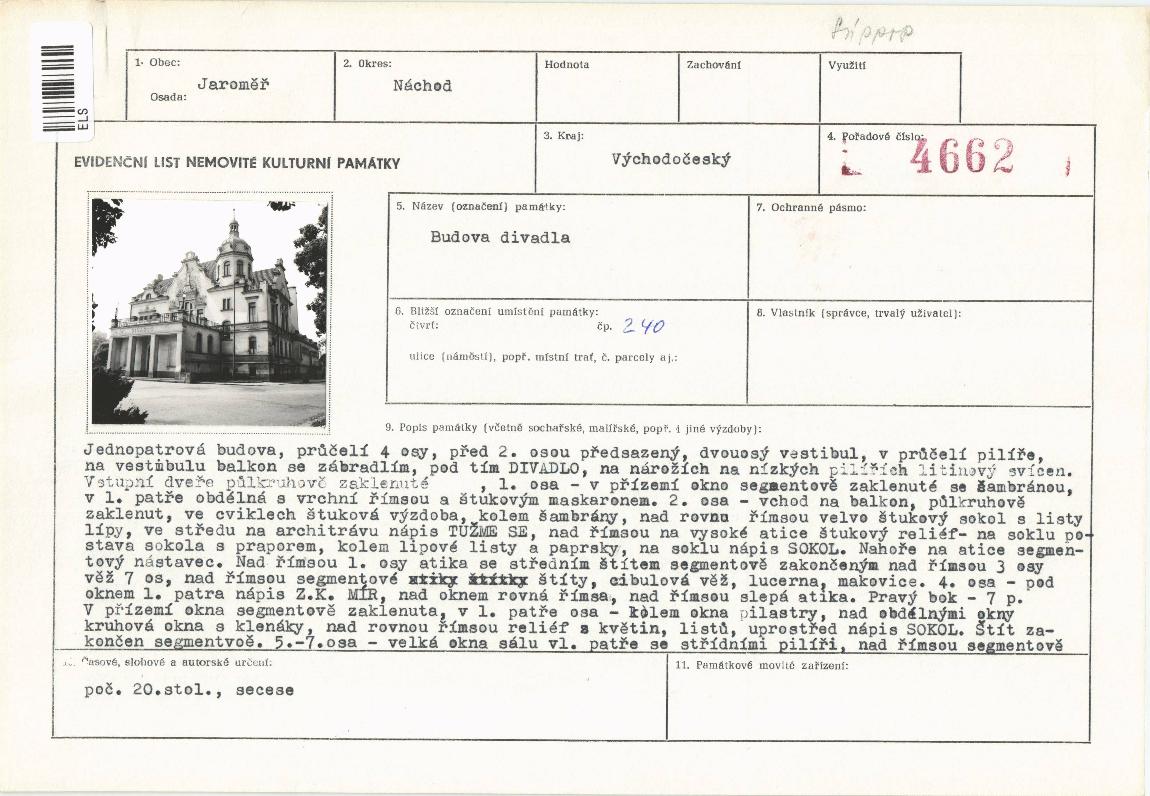 ELS
1. Obec:
Jaroměř
Osada:
2. Okres:
Náchod
Hodnota
Zachování
Využití
EVIDENČNÍ LIST NEMOVITÉ KULTURNÍ PAMÁTKY
3. Kraj:
Východočeský
4. Pořadové číslo:
4662
5. Název (označení) památky:
Budova divadla
7. Ochranné pásmo:
6. Bližší označení umístění památky:
čtvrť: čp. 240
ulice (náměstí), popř. místní trať, č. parcely aj.:
8. Vlastník (správce, trvalý uživatel):
9. Popis památky (včetně sochařské, malířské, popř. i jiné výzdoby):
Jednopatrová budova, průčelí 4 osy, před 2. osou předsazený, dvouosý vestibul, v průčelí pilíře,
na vestibulu balkon se zábradlím, pod tím DIVADLO, na nárožích na nízkých pilířích litinový svícen.
Vstupní dveře půlkruhově zaklenuté , 1. osa - v přízemí okno segmentově zaklenuté se šambránou,
v 1. patře obdélná s vrchní římsou a štukovým maskaronem. 2. osa - vchod na balkon, půlkruhově
zaklenut, ve cviklech štuková výzdoba, kolem šambrány, nad rovnou římsou velvo štukový sokol s listy
lípy, ve středu na architrávu nápis TUŽME SE, nad římsou na vysoké atice štukový reliéf- na soklu po-
stava sokola s praporem, kolem lipové listy a paprsky, na soklu nápis SOKOL. Nahoře na atice segmen-
tový nástavec. Nad římsou 1. osy atika se středním štítem segmentově zakončeným nad římsou 3 osy
věž 7 os, nad římsou segmentové štíty, cibulová věž, lucerna, makovice. 4. osa - pod
oknem 1. patra nápis Z.K. MÍR, nad oknem rovná římsa, nad římsou slepá atika. Pravý bok - 7 p.
V přízemí okna segmentově zaklenuta, v 1. patře osa - kolem okna pilastry, nad obdélnými okny
kruhová okna s klenáky, nad rovnou římsou reliéf s květin, listů, uprostřed nápis SOKOL. Štít za-
končen segmentvoě. 5.-7.osa - velká okna sálu vl. patře se střídními pilíři, nad římsou segmentově
10. Časové, slohové a autorské určení:
poč. 20.stol., secese
11. Památkové movité zařízení: